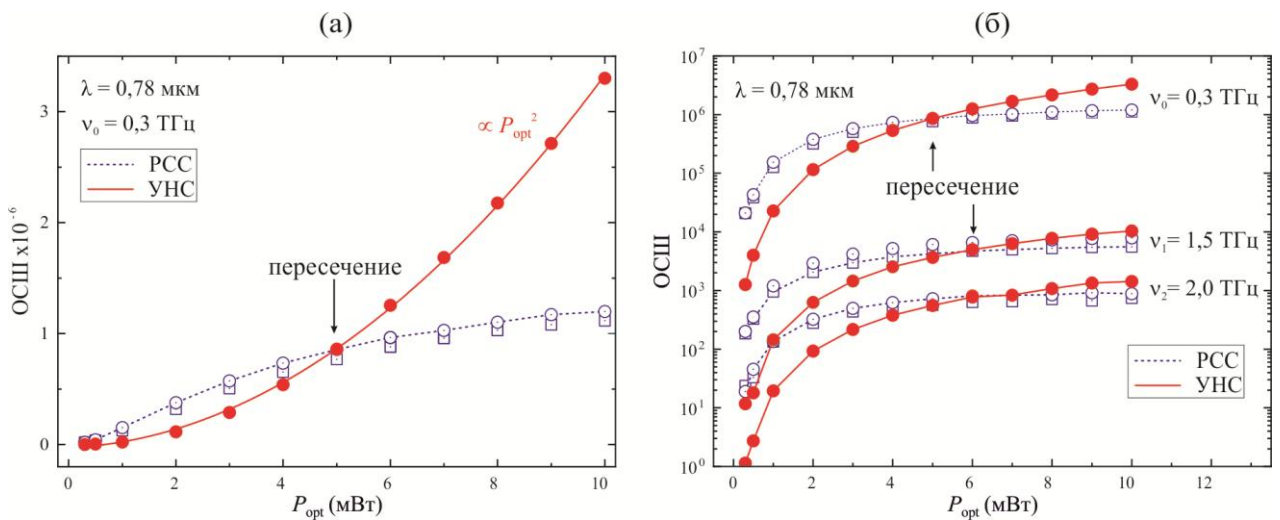 (а)
λ = 0,78 мкм
ν₀ = 0,3 ТГц
РСС
УНС
∝ Pₒₚₜ²
пересечение
ОСШ х10⁻⁶
3
2
1
0
0 2 4 6 8 10
Pₒₚₜ (мВт)
(б)
λ = 0,78 мкм
ν₀= 0,3 ТГц
пересечение
ν₁= 1,5 ТГц
ν₂= 2,0 ТГц
РСС
УНС
ОСШ
10⁷
10⁶
10⁵
10⁴
10³
10²
10¹
10⁰
0 2 4 6 8 10 12 14
Pₒₚₜ (мВт)